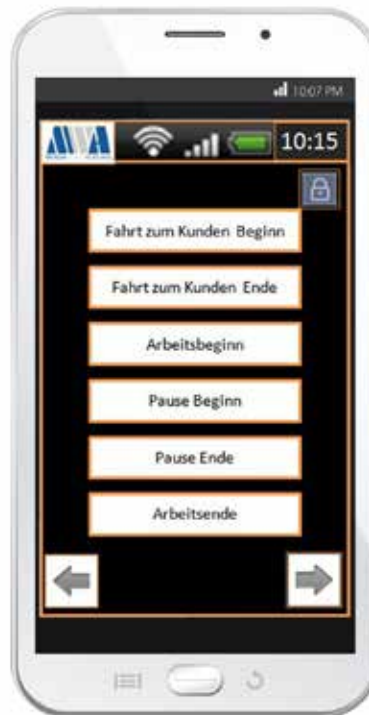 10:07 PM
MWA
10:15
Fahrt zum Kunden Beginn
Fahrt zum Kunden Ende
Arbeitsbeginn
Pause Beginn
Pause Ende
Arbeitsende